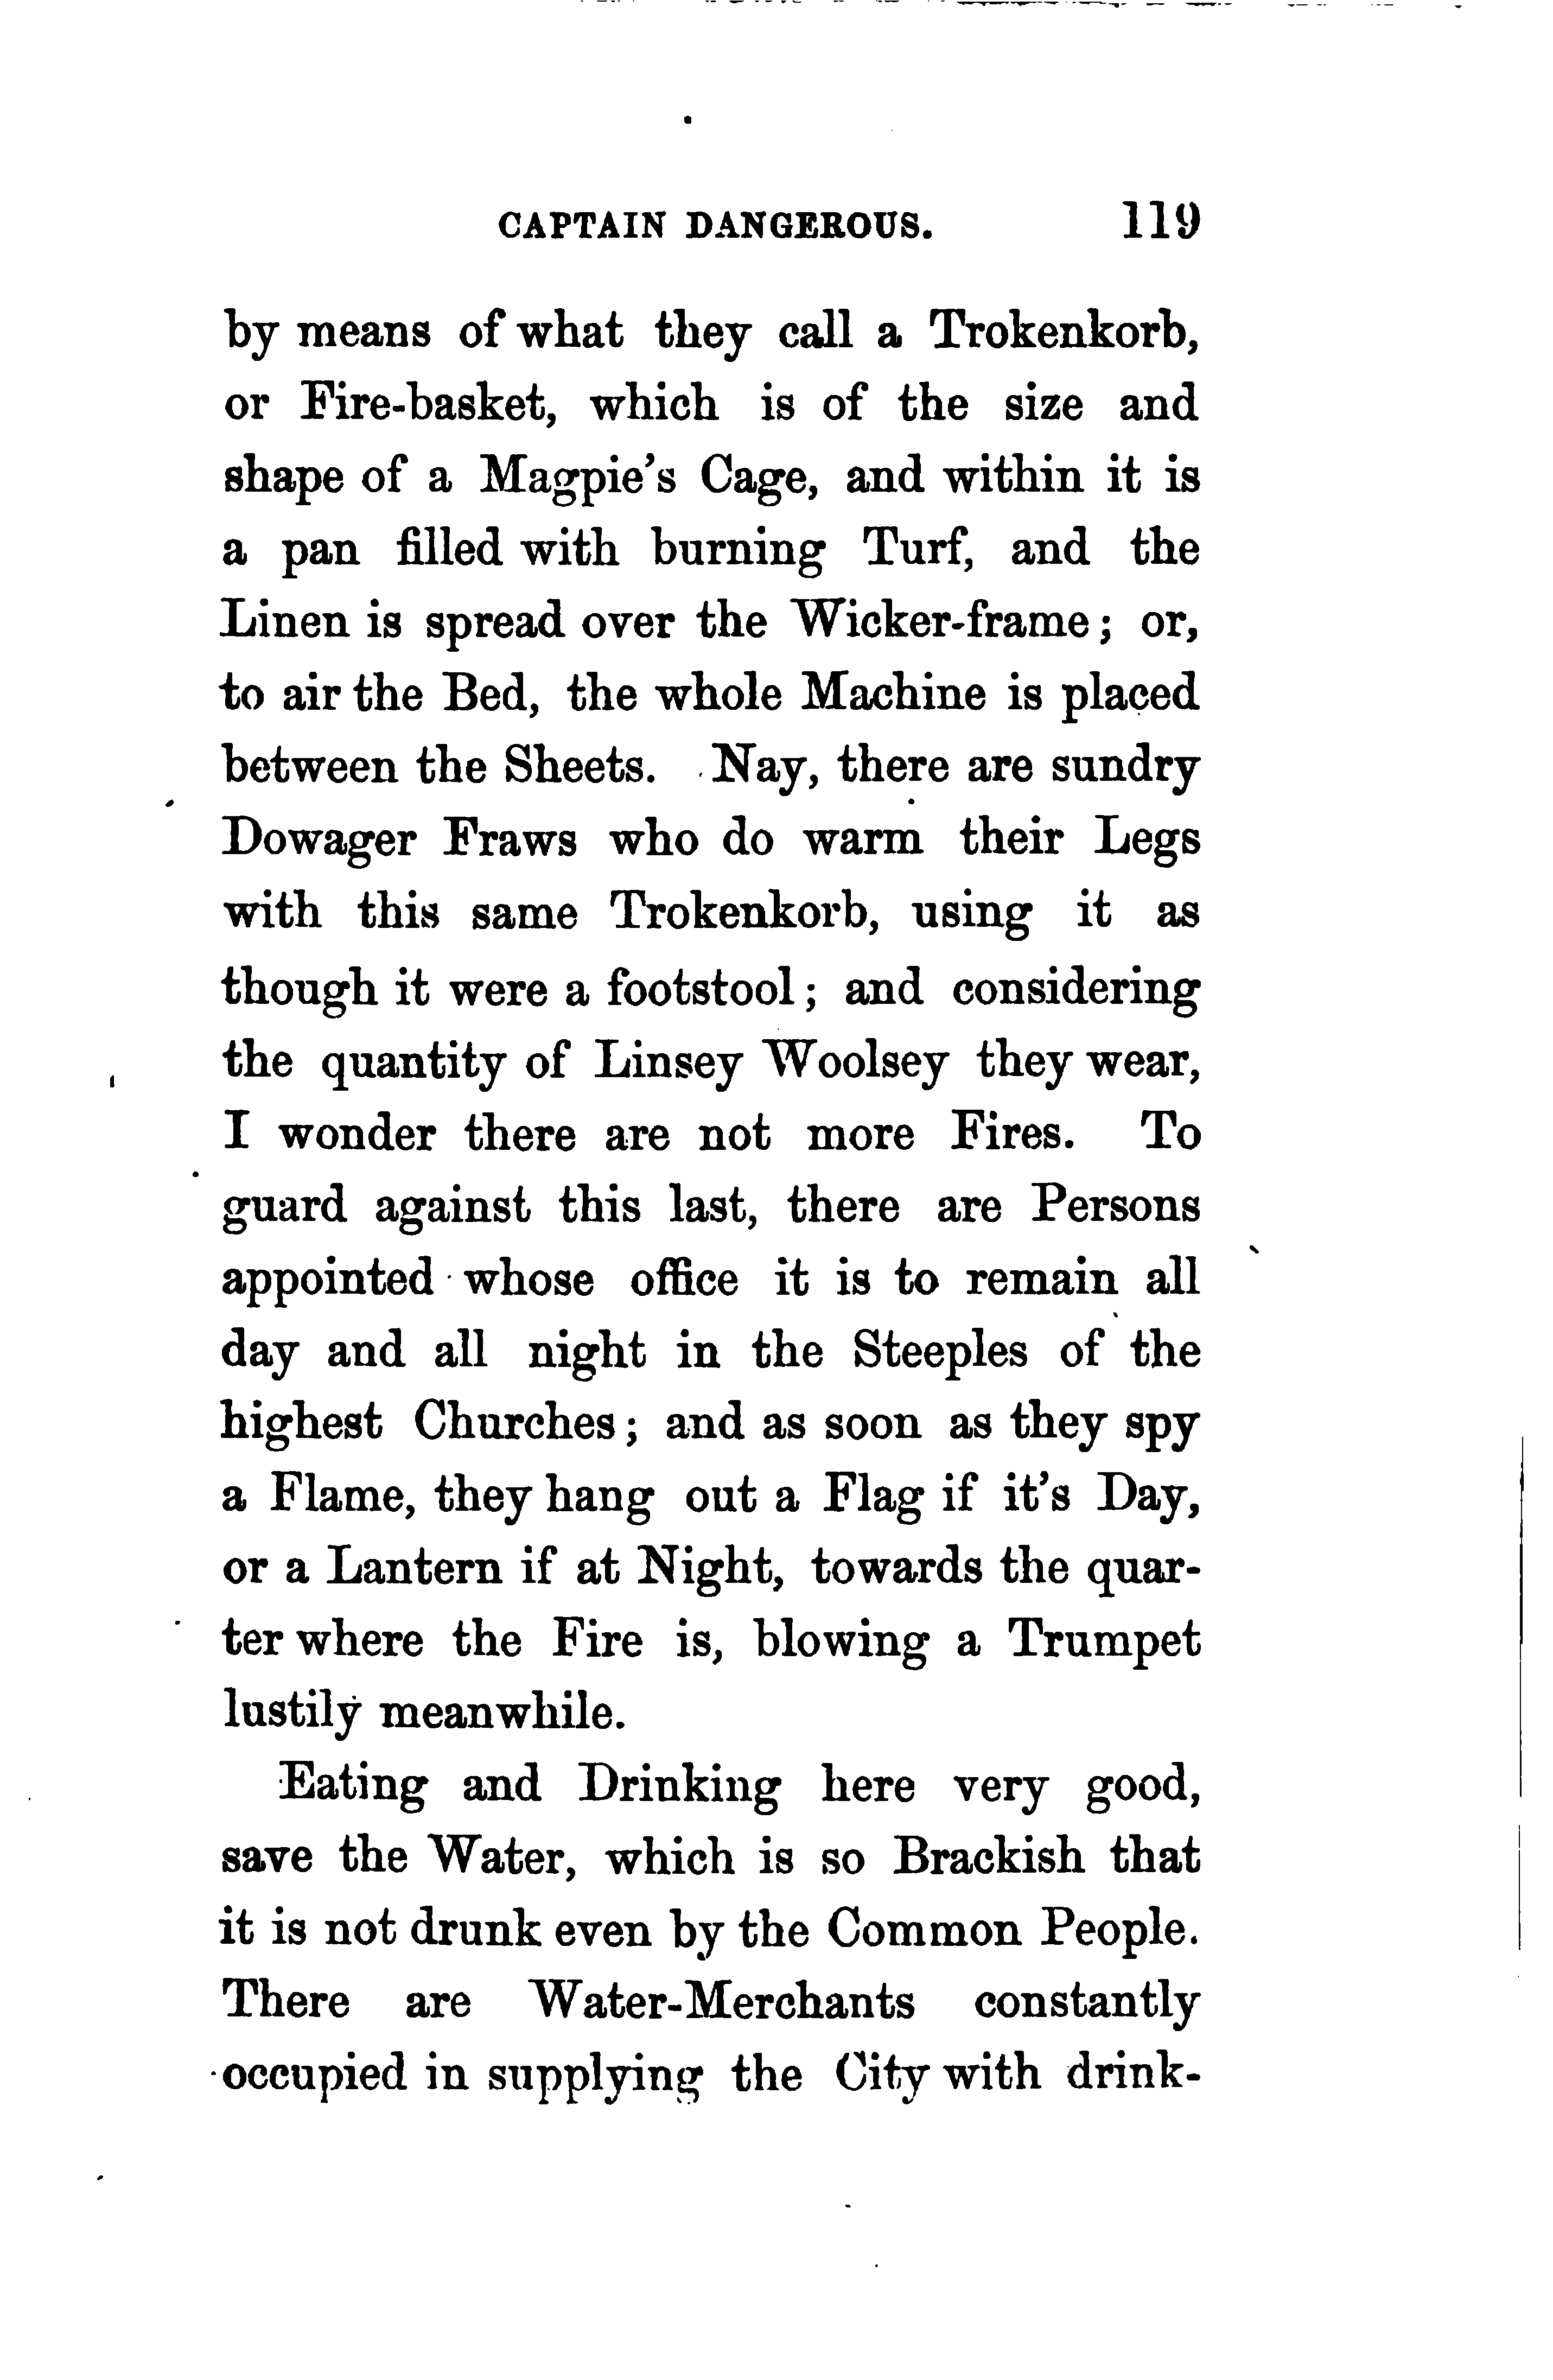 CAPTAIN DANGEROUS. 119
by means of what they call a Trokenkorb,
or Fire-basket, which is of the size and
shape of a Magpie's Cage, and within it is
a pan filled with burning Turf, and the
Linen is spread over the Wicker-frame; or,
to air the Bed, the whole Machine is placed
between the Sheets. Nay, there are sundry
Dowager Fraws who do warm their Legs
with this same Trokenkorb, using it as
though it were a footstool; and considering
the quantity of Linsey Woolsey they wear,
I wonder there are not more Fires. To
guard against this last, there are Persons
appointed whose office it is to remain all
day and all night in the Steeples of the
highest Churches; and as soon as they spy
a Flame, they hang out a Flag if it's Day,
or a Lantern if at Night, towards the quar-
ter where the Fire is, blowing a Trumpet
lustily meanwhile.
Eating and Drinking here very good,
save the Water, which is so Brackish that
it is not drunk even by the Common People.
There are Water-Merchants constantly
occupied in supplying the City with drink-